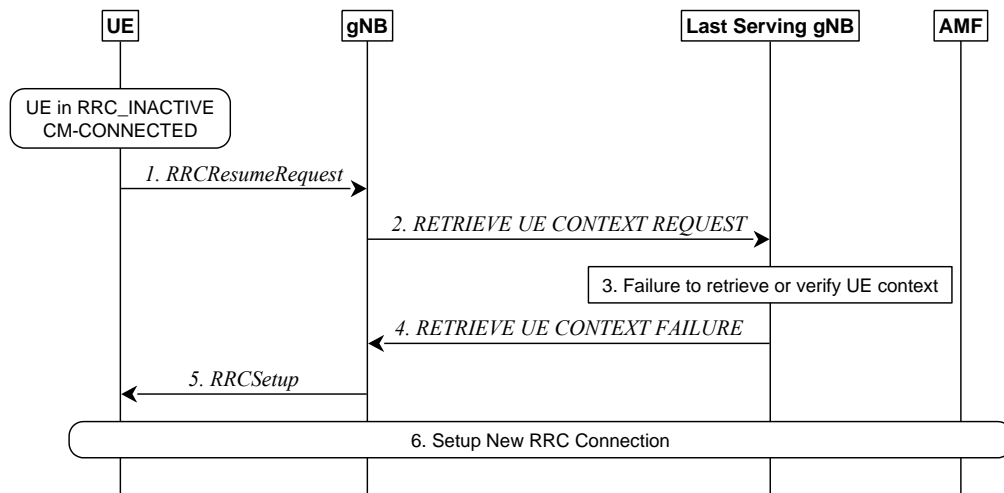 UE
gNB
Last Serving gNB
AMF
UE in RRC_INACTIVE
CM-CONNECTED
1. RRCResumeRequest
2. RETRIEVE UE CONTEXT REQUEST
3. Failure to retrieve or verify UE context
4. RETRIEVE UE CONTEXT FAILURE
5. RRCSetup
6. Setup New RRC Connection